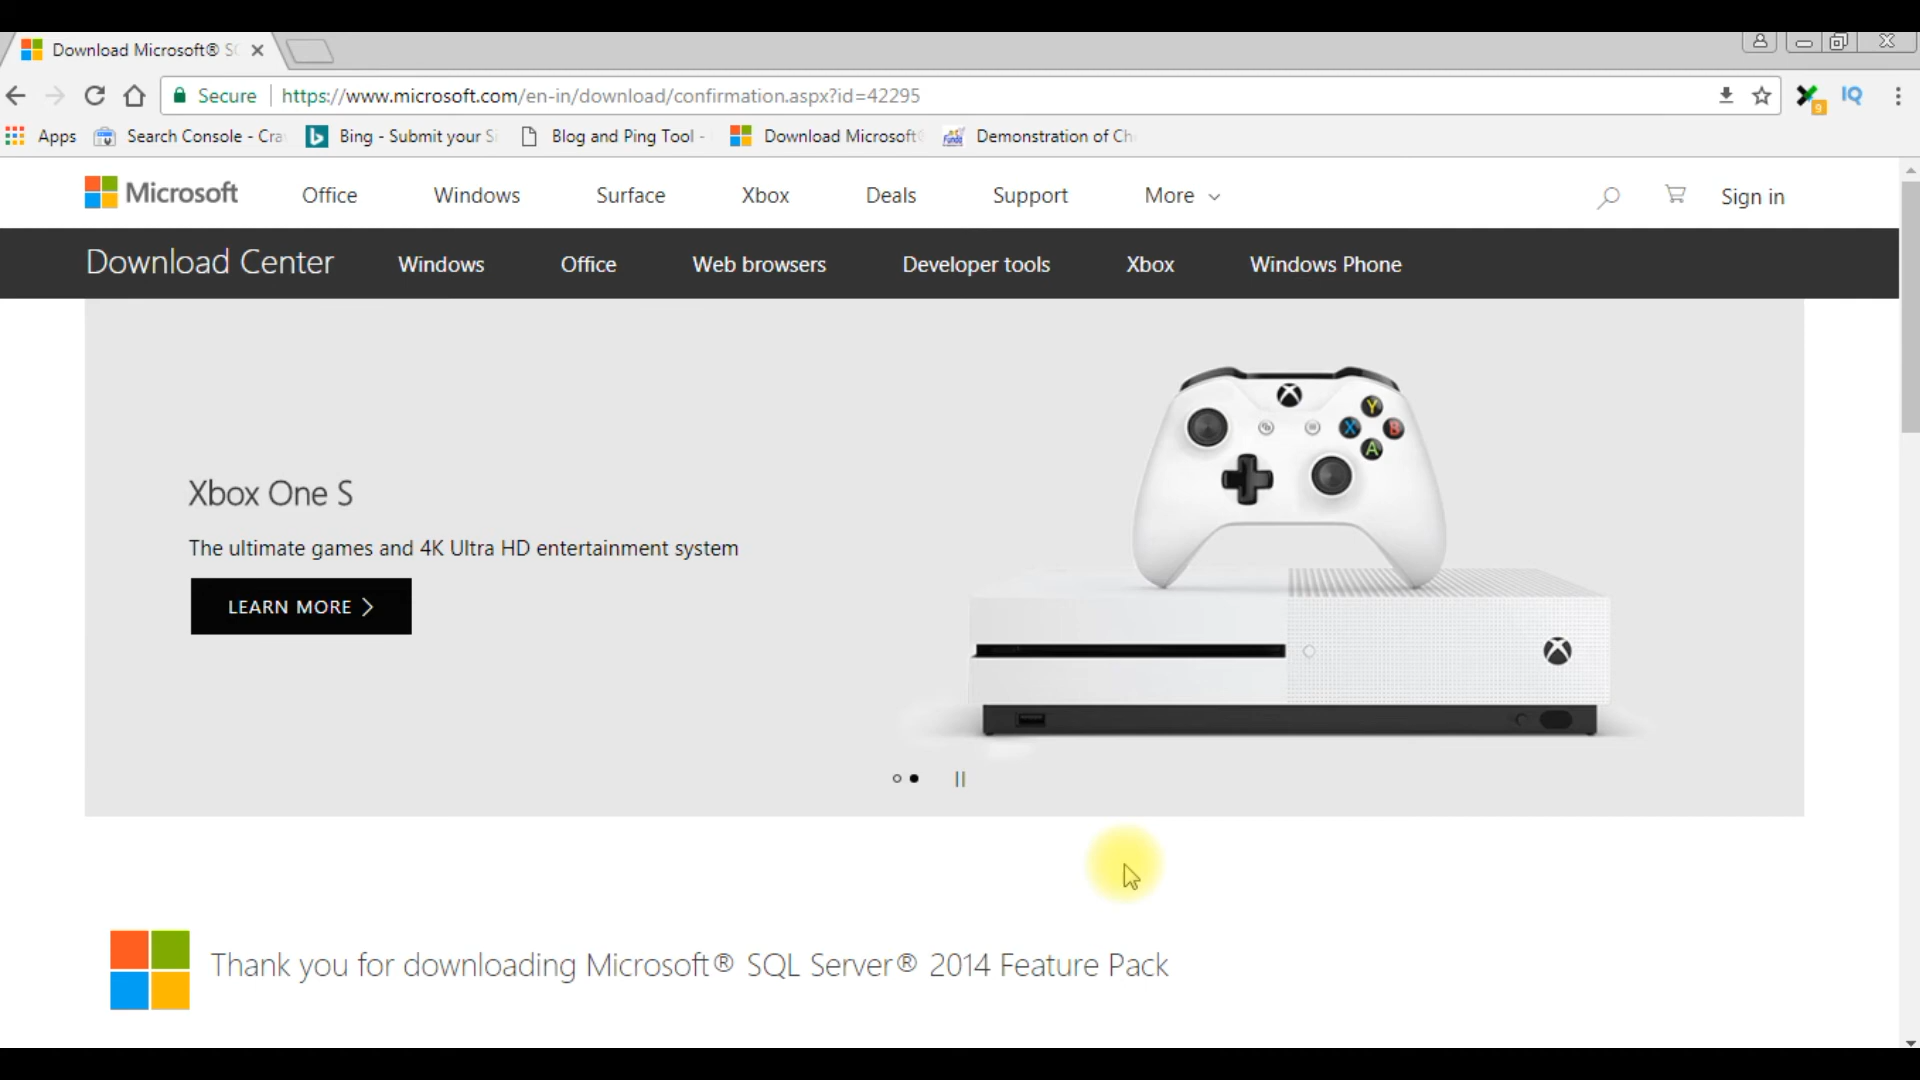 Download Microsoft® S
Secure
https://www.microsoft.com/en-in/download/confirmation.aspx?id=42295
9
IQ
Apps
Search Console - Cra
Bing - Submit your Si
Blog and Ping Tool -
Download Microsoft
Demonstration of Ch
Microsoft
Office
Windows
Surface
Xbox
Deals
Support
More
Sign in
Download Center
Windows
Office
Web browsers
Developer tools
Xbox
Windows Phone
Y
X
B
A
Xbox One S
The ultimate games and 4K Ultra HD entertainment system
LEARN MORE
Thank you for downloading Microsoft® SQL Server® 2014 Feature Pack